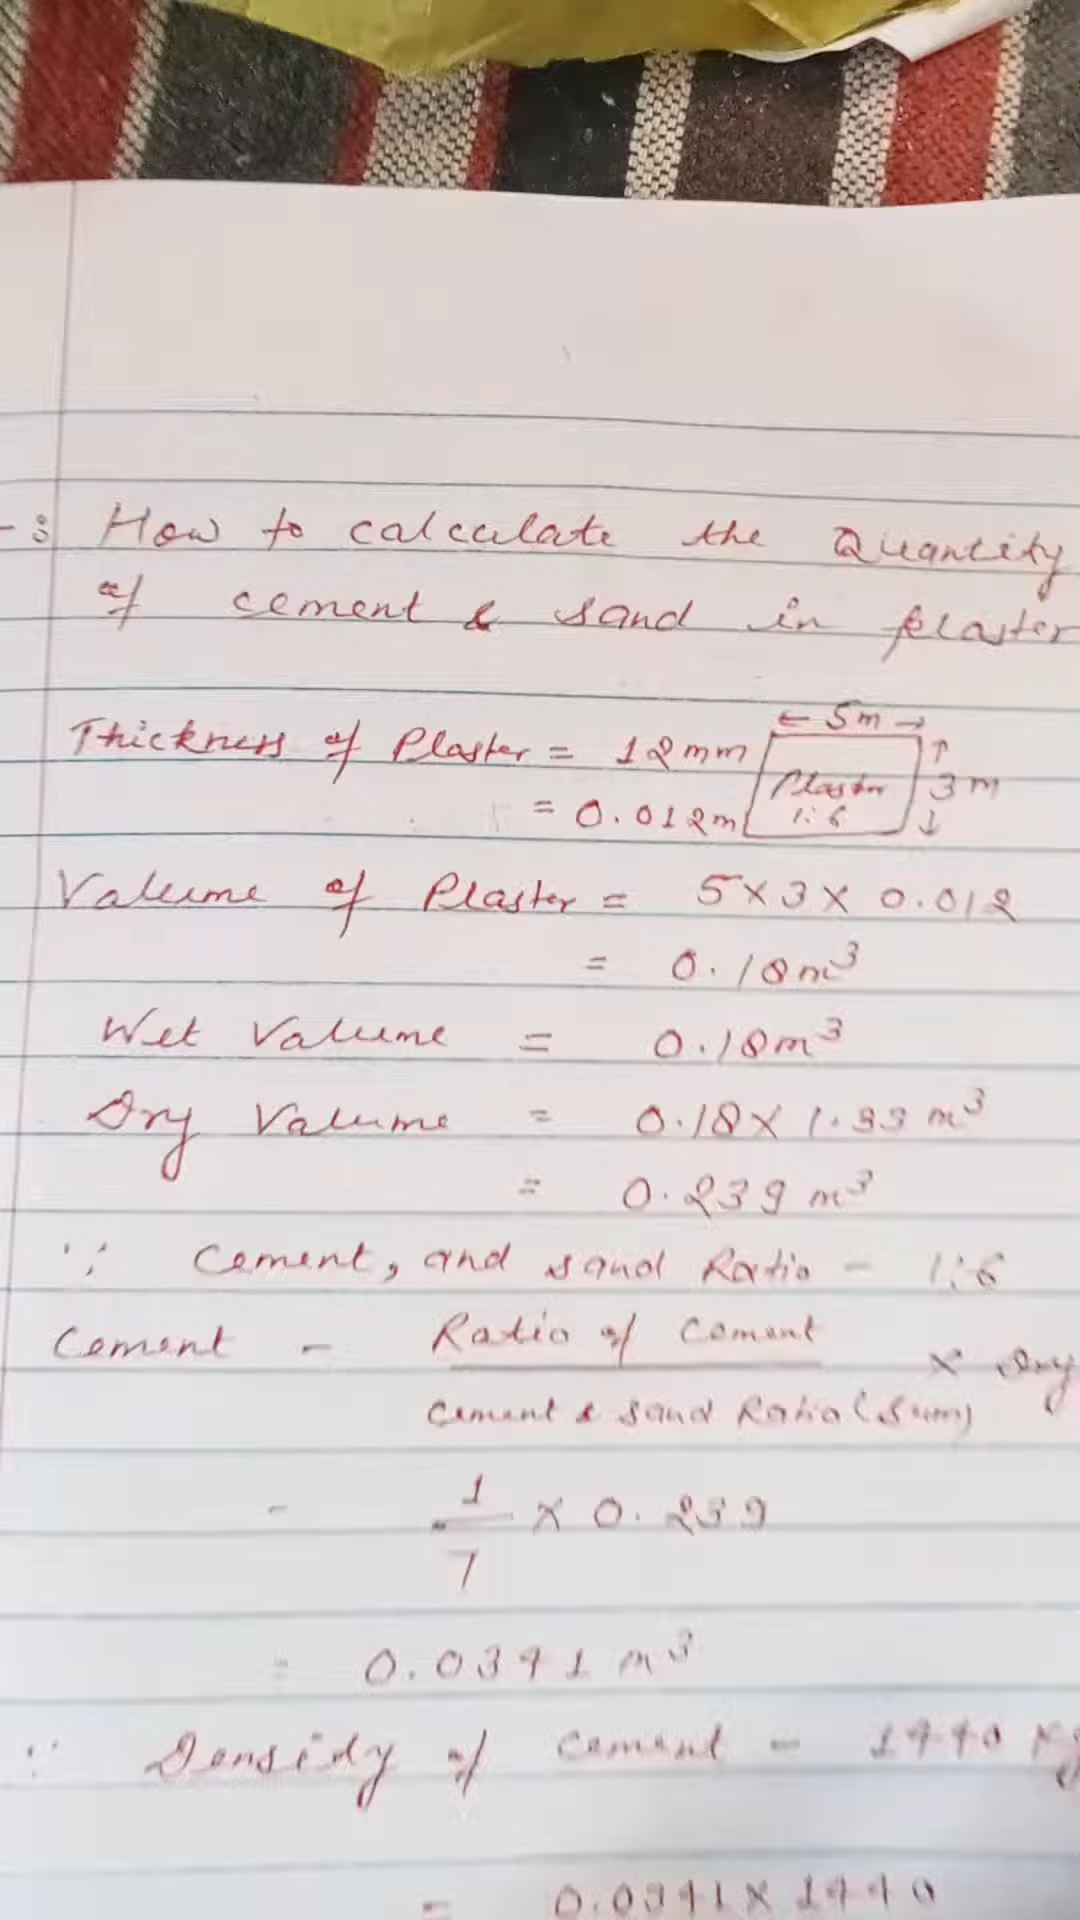 -: How to calculate the Quantity
of cement & sand in plaster
Thickness of Plaster = 12mm
= 0.012m
← 5m →
Plaster
1:6
↑
3m
↓
Volume of Plaster = 5×3×0.012
= 0.18m³
Wet Volume = 0.18m³
Dry Volume = 0.18×1.33 m³
= 0.239 m³
∵ Cement, and sand Ratio - 1:6
Cement - Ratio of Cement × Dry
Cement & sand Ratio (Sum)
- 1/7 × 0.239
= 0.0341 m³
∵ Density of cement - 1440 Kg
= 0.0341×1440